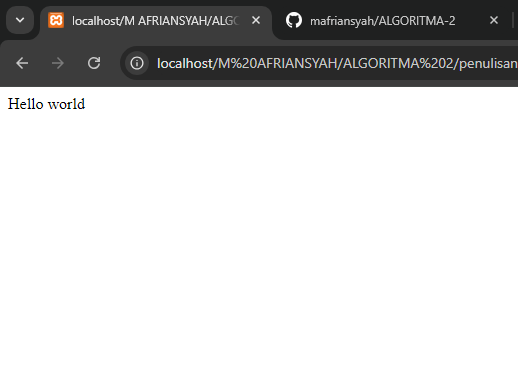 localhost/M AFRIANSYAH/ALGO
mafriansyah/ALGORITMA-2
localhost/M%20AFRIANSYAH/ALGORITMA%202/penulisan
Hello world